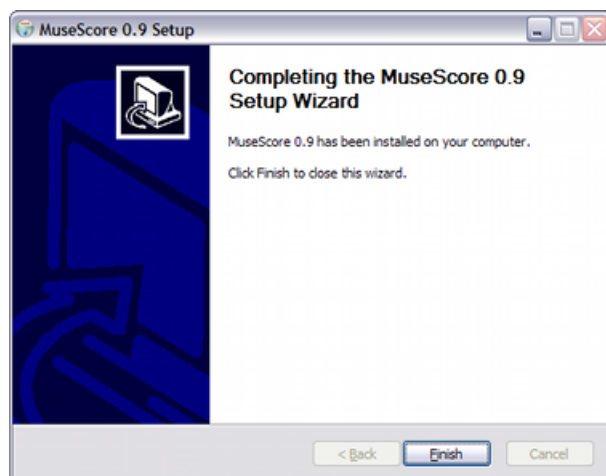 MuseScore 0.9 Setup
Completing the MuseScore 0.9
Setup Wizard
MuseScore 0.9 has been installed on your computer.
Click Finish to close this wizard.
< Back Finish Cancel